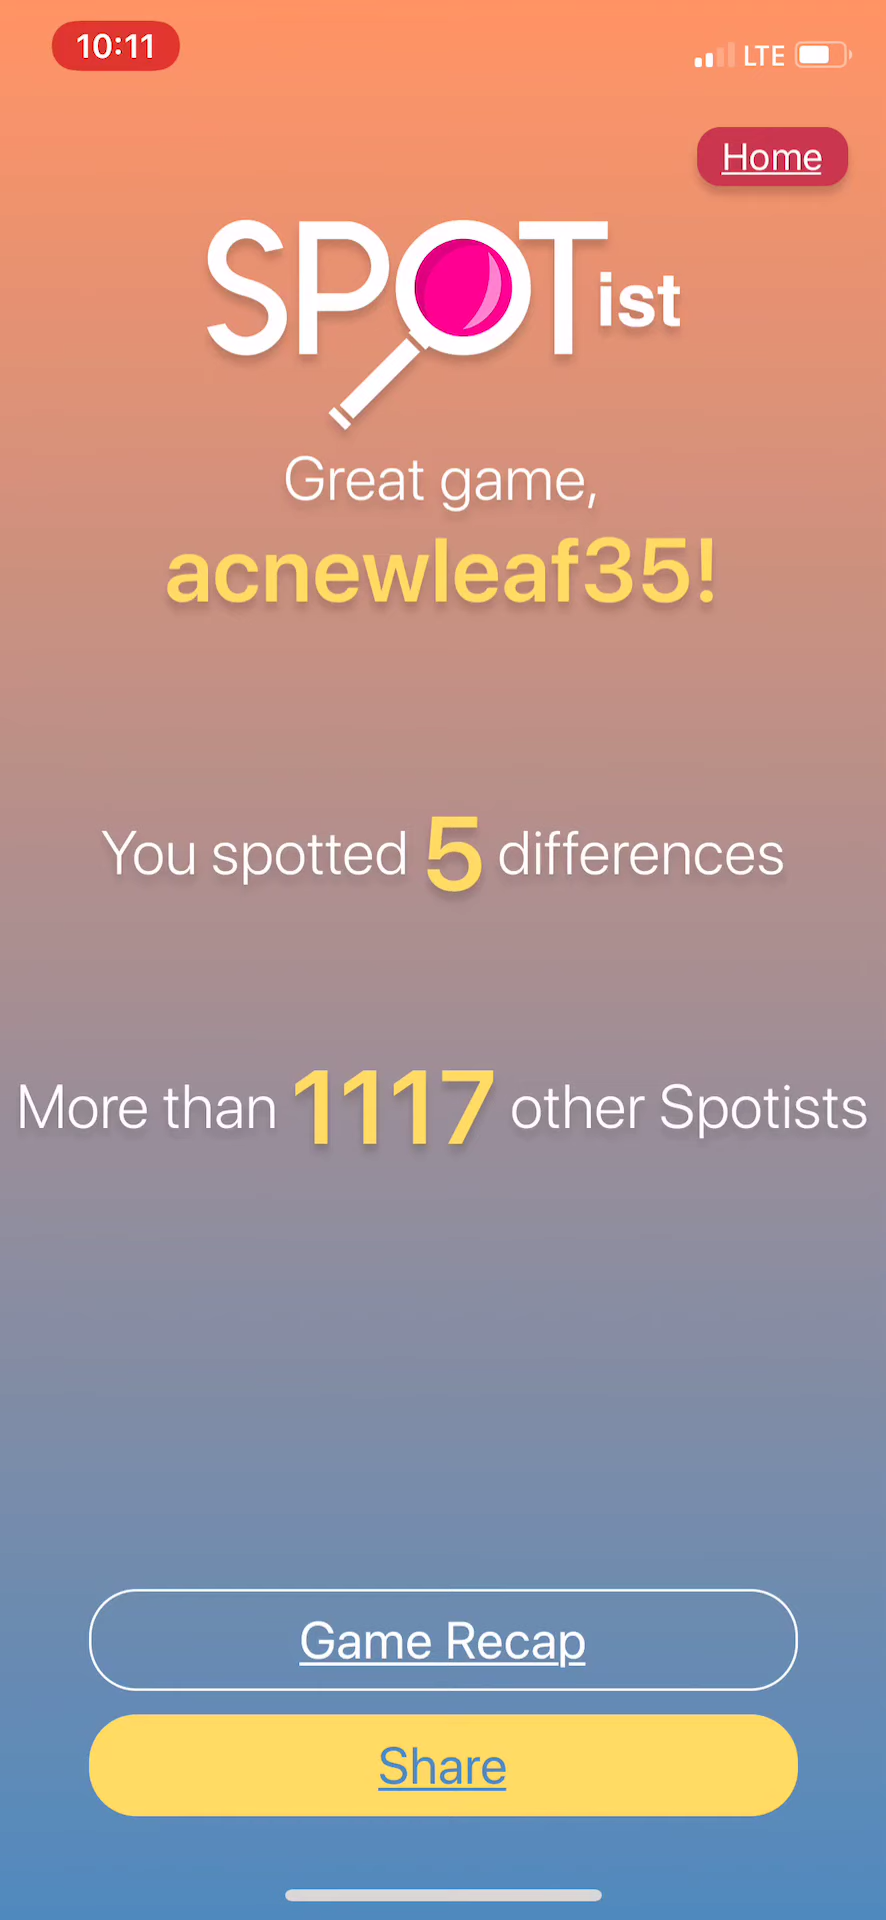 10:11
LTE
Home
SPOTist
Great game,
acnewleaf35!
You spotted 5 differences
More than 1117 other Spotists
Game Recap
Share